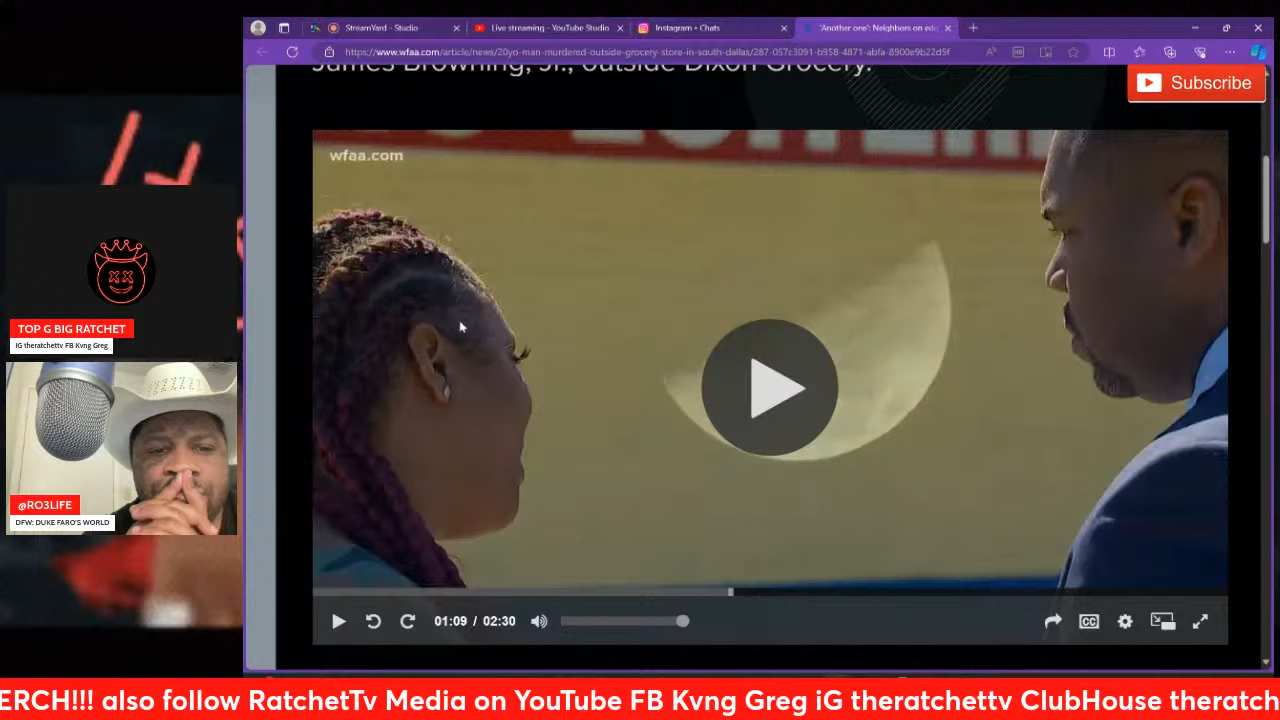 StreamYard - Studio
Live streaming - YouTube Studio
Instagram • Chats
'Another one': Neighbors on edg
https://www.wfaa.com/article/news/20yo-man-murdered-outside-grocery-store-in-south-dallas/287-057c3091-b958-4871-abfa-8900e9b22d5f
James Browning, Jr., outside Dixon Grocery.
Subscribe
wfaa.com
TOP G BIG RATCHET
IG theratchettv FB Kvng Greg
@RO3LIFE
DFW: DUKE FARO'S WORLD
01:09 / 02:30
CC
ERCH!!! also follow RatchetTv Media on YouTube FB Kvng Greg iG theratchettv ClubHouse theratch